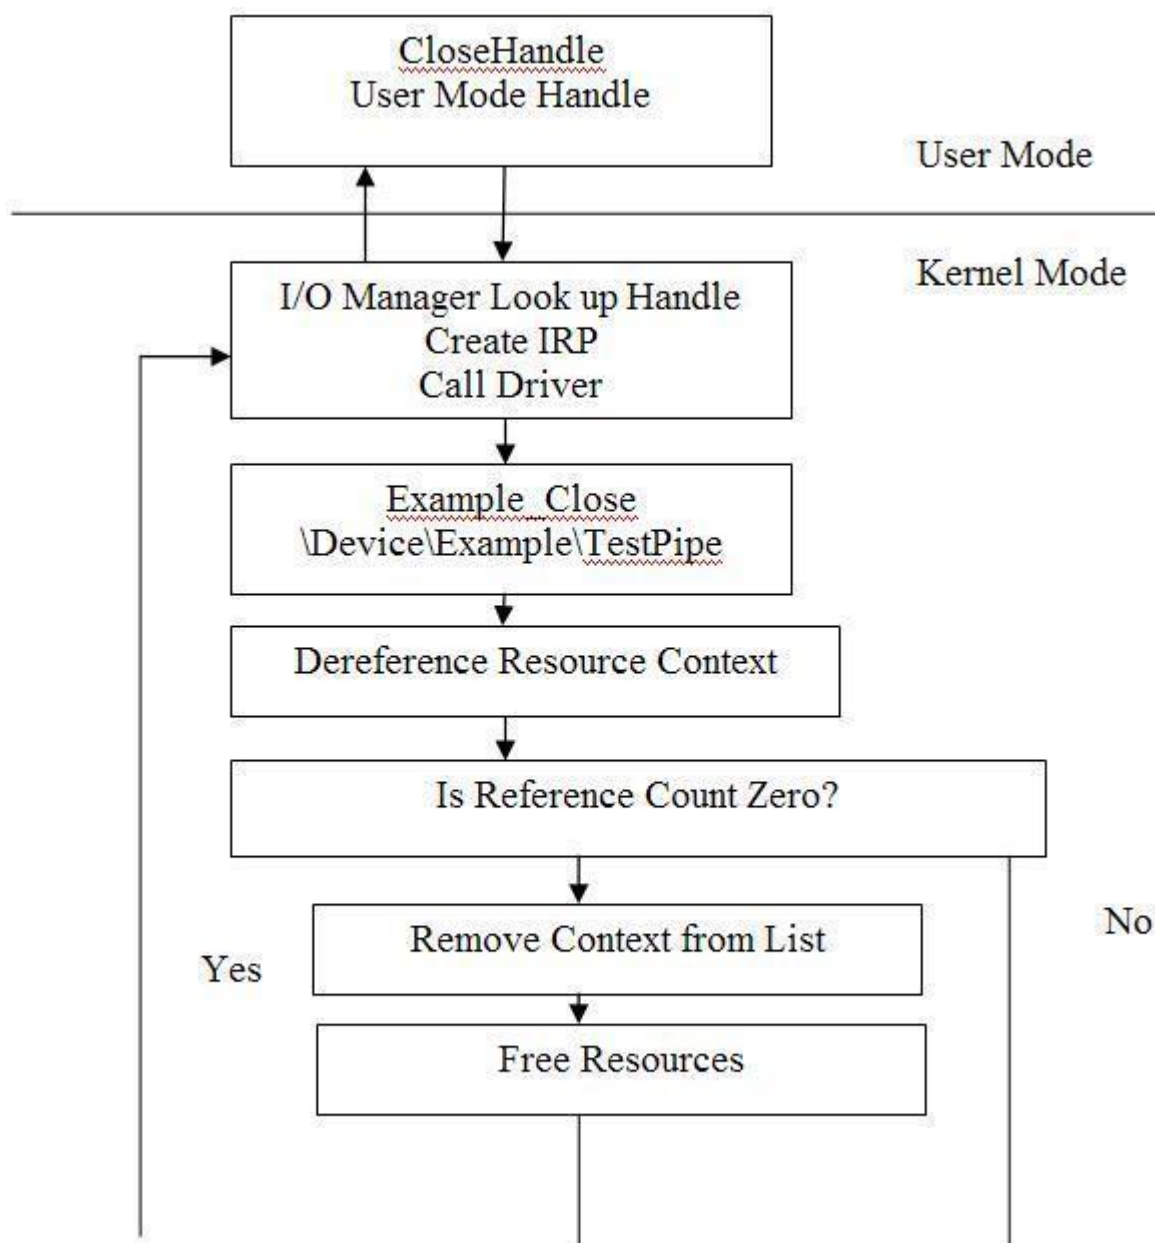 CloseHandle
User Mode Handle
User Mode
Kernel Mode
I/O Manager Look up Handle
Create IRP
Call Driver
Example_Close
\Device\Example\TestPipe
Dereference Resource Context
Is Reference Count Zero?
Remove Context from List
No
Yes
Free Resources